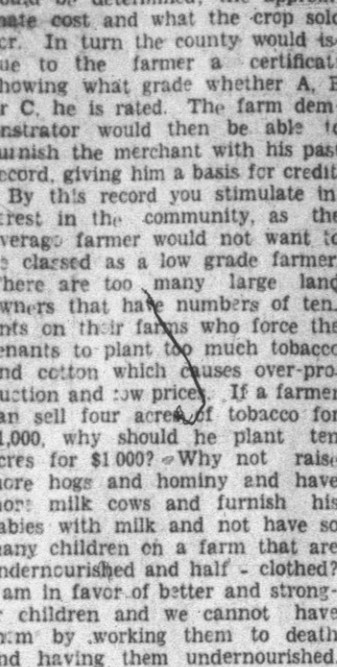 mate cost and what the crop sold
er. In turn the county would is-
ue to the farmer a certificat
howing what grade whether A, B
r C, he is rated. The farm dem-
nstrator would then be able to
urnish the merchant with his past
ecord, giving him a basis for credit
By this record you stimulate in-
trest in the community, as the
verage farmer would not want to
e classed as a low grade farmer
here are too many large land
wners that have numbers of ten-
nts on their farms who force the
enants to plant too much tobacco
nd cotton which causes over-pro-
uction and low prices. If a farmer
an sell four acres of tobacco for
1,000, why should he plant ten
cres for $1000? Why not raise
ore hogs and hominy and have
more milk cows and furnish his
abies with milk and not have so
any children on a farm that are
ndernourished and half - clothed?
am in favor of better and strong-
r children and we cannot have
them by working them to death
nd having them undernourished